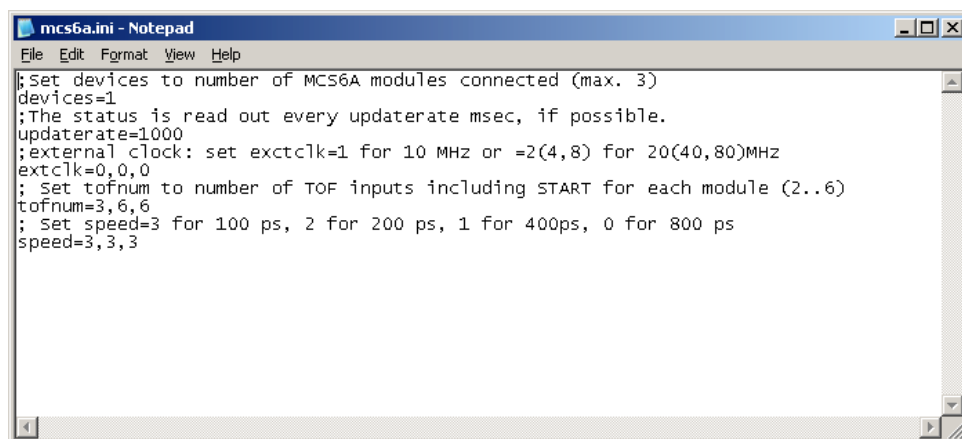 mcs6a.ini - Notepad
File Edit Format View Help
;Set devices to number of MCS6A modules connected (max. 3)
devices=1
;The status is read out every updaterate msec, if possible.
updaterate=1000
;external clock: set exctclk=1 for 10 MHz or =2(4,8) for 20(40,80)MHz
extclk=0,0,0
; Set tofnum to number of TOF inputs including START for each module (2..6)
tofnum=3,6,6
; Set speed=3 for 100 ps, 2 for 200 ps, 1 for 400ps, 0 for 800 ps
speed=3,3,3